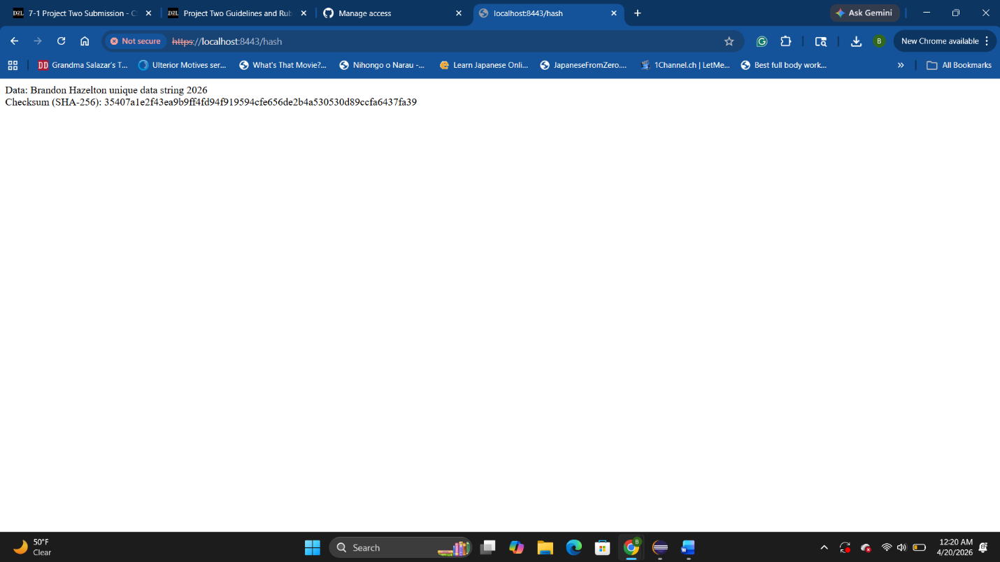 7-1 Project Two Submission - C
Project Two Guidelines and Rub
Manage access
localhost:8443/hash
Ask Gemini
Not secure
https://localhost:8443/hash
B
New Chrome available
DD Grandma Salazar's T...
Ulterior Motives ser...
What's That Movie?...
Nihongo o Narau -...
Learn Japanese Onli...
JapaneseFromZero....
1Channel.ch | LetMe...
Best full body work...
All Bookmarks
Data: Brandon Hazelton unique data string 2026
Checksum (SHA-256): 35407a1e2f43ea9b9ff4fd94f919594cfe656de2b4a530530d89ccfa6437fa39
50°F
Clear
Search
12:20 AM
4/20/2026